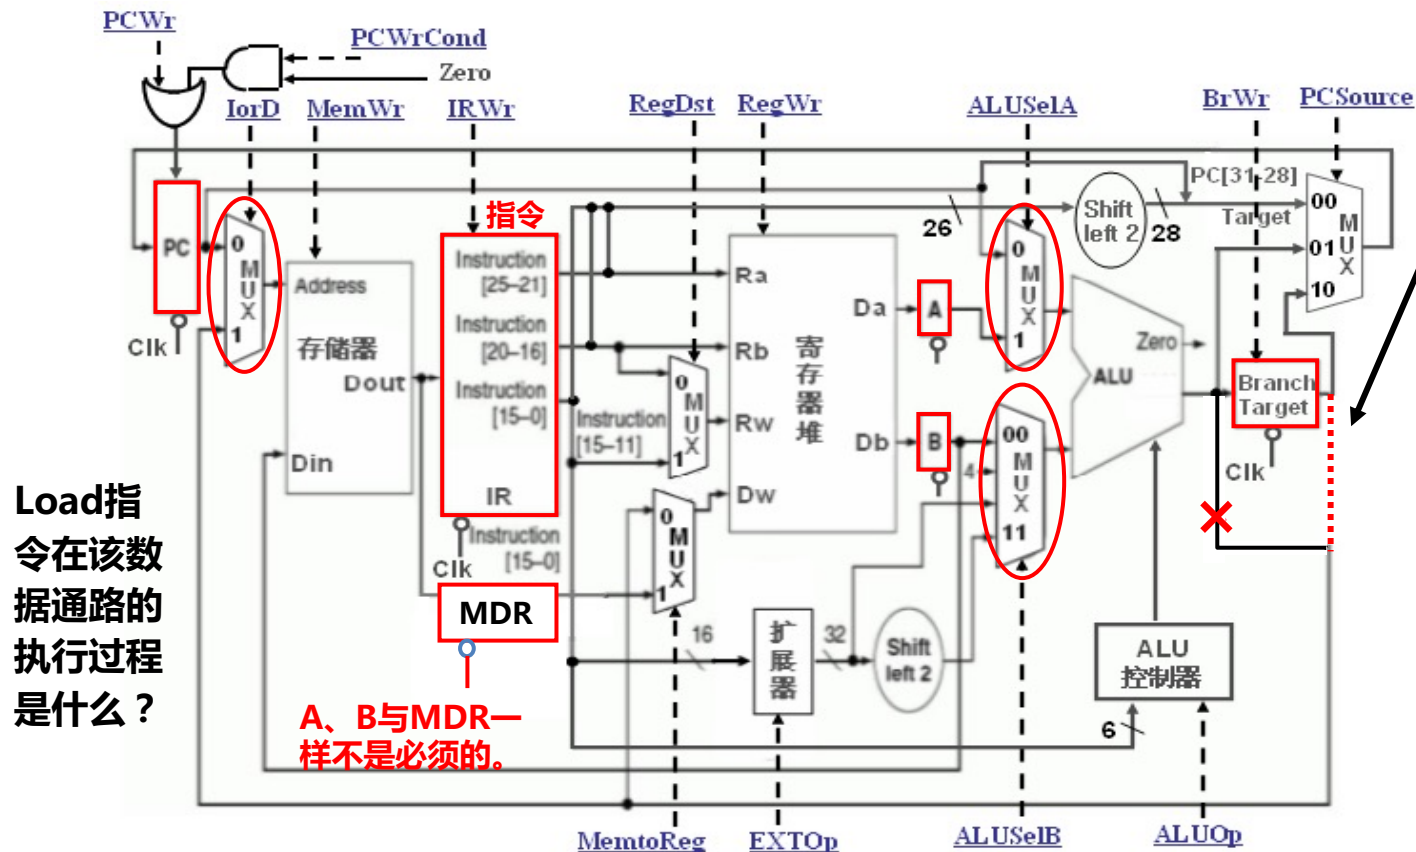 PCWr
PCWrCond
Zero
IorD
MemWr
IRWr
RegDst
RegWr
ALUSelA
BrWr
PCSource
PC
Clk
0
M
U
X
1
Address
存储器
Dout
Din
指令
Instruction
[25–21]
Instruction
[20–16]
Instruction
[15–0]
IR
Clk
Instruction
[15–0]
MDR
Instruction
[15–11]
0
M
U
X
1
0
M
U
X
1
Ra
Rb
Rw
Dw
寄
存
器
堆
Da
Db
A
B
26
Shift
left 2
28
PC[31-28]
Target
0
M
U
X
1
00
M
U
X
11
4
ALU
Zero
00
01
10
M
U
X
Branch
Target
Clk
16
扩
展
器
32
Shift
left 2
ALU
控制器
6
Load指
令在该数
据通路的
执行过程
是什么？
A、B与MDR一
样不是必须的。
MemtoReg
EXTOp
ALUSelB
ALUOp